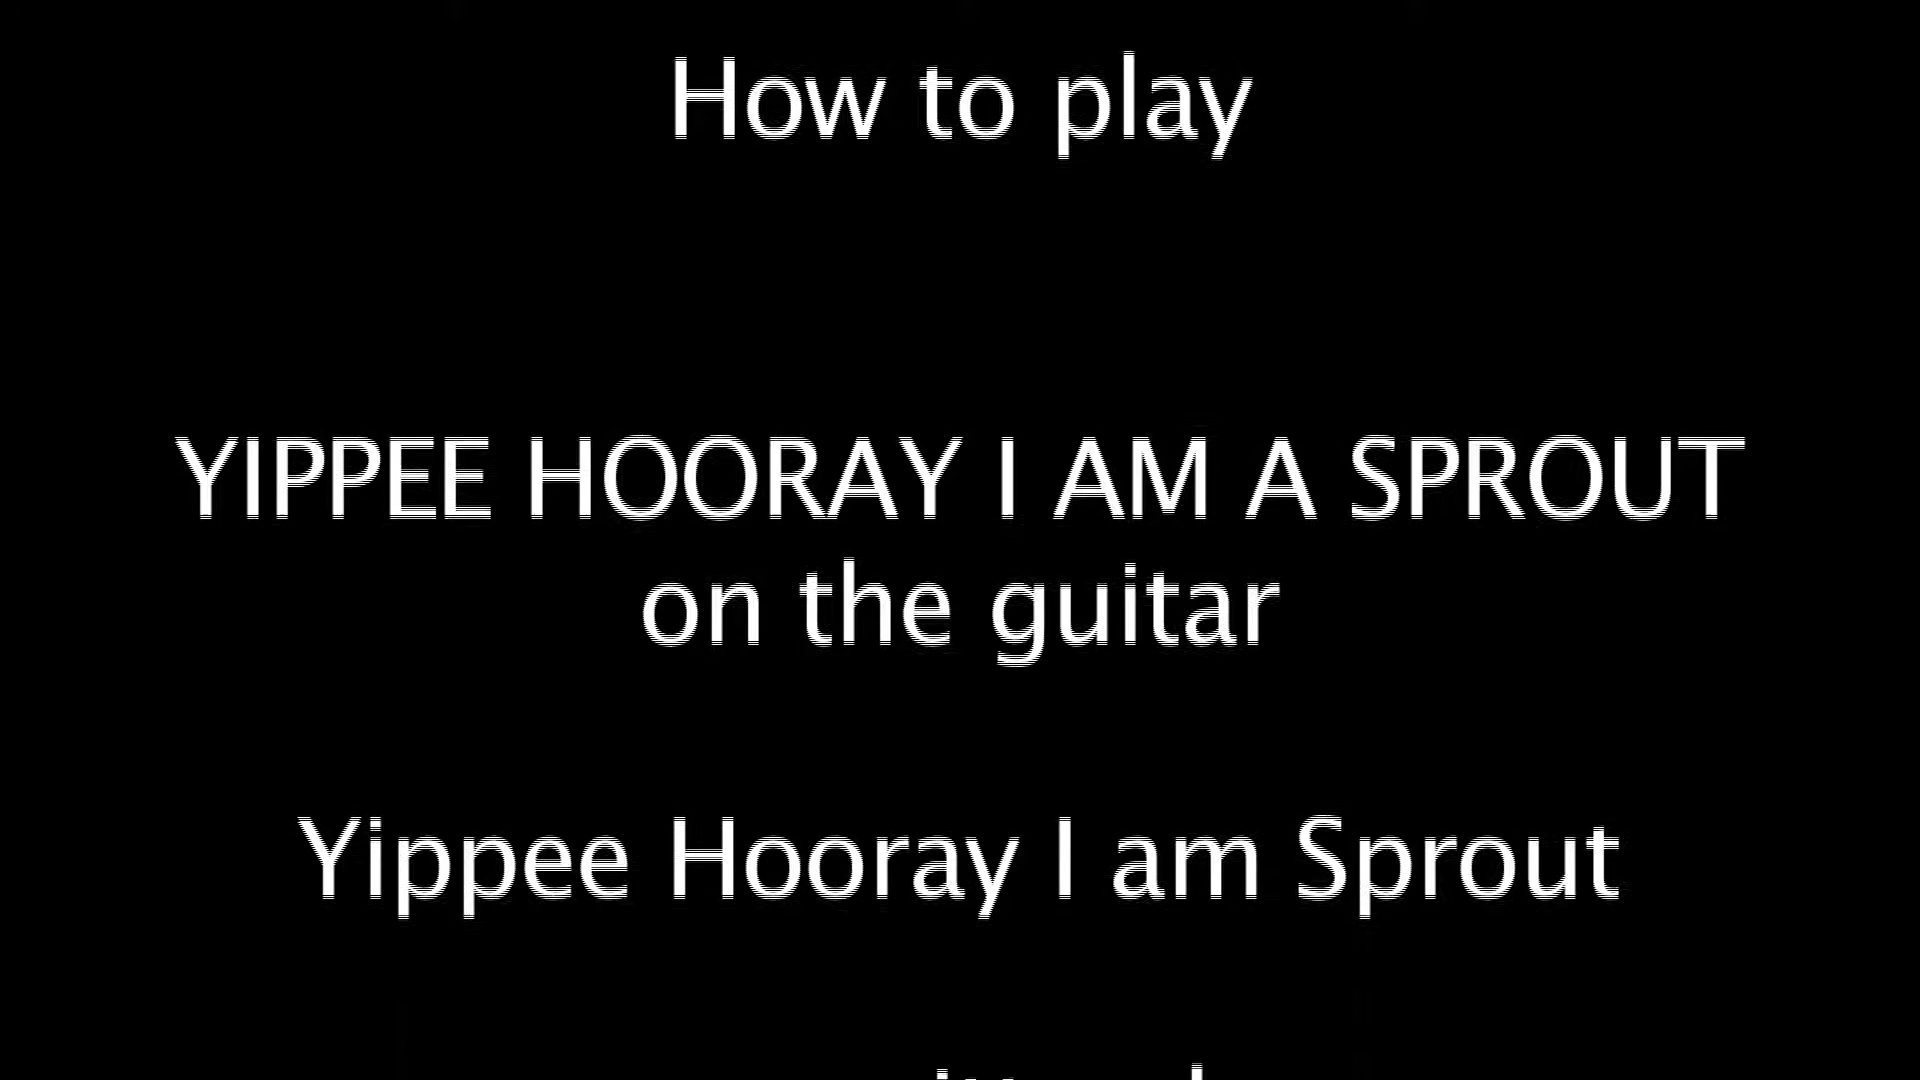 How to play
YIPPEE HOORAY I AM A SPROUT
on the guitar
Yippee Hooray I am Sprout